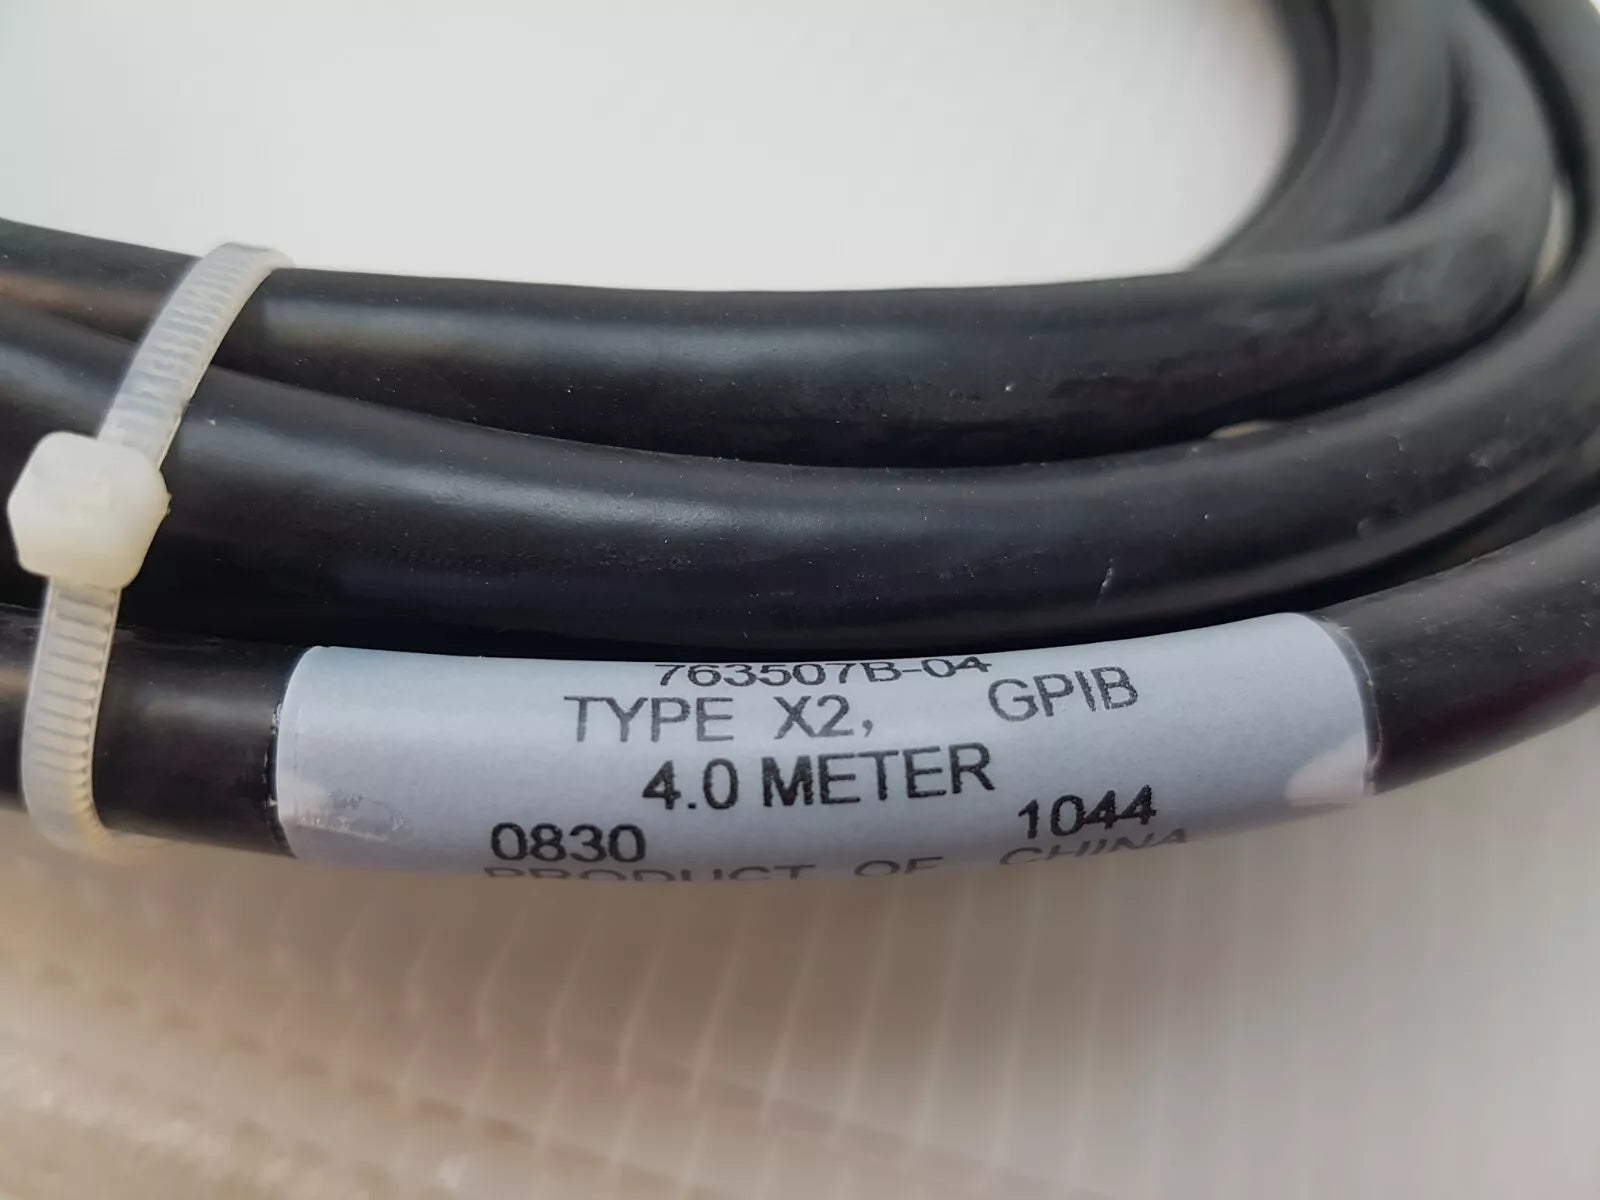 763507B-04
TYPE X2, GPIB
4.0 METER
0830 1044
PRODUCT OF CHINA